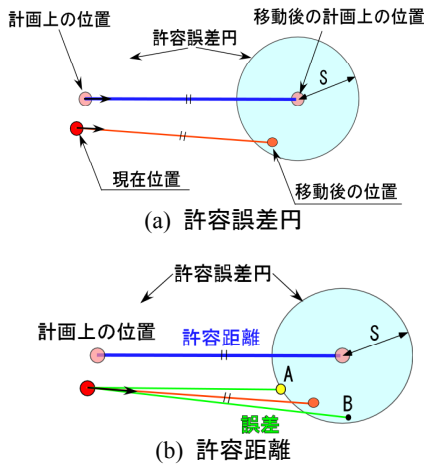 計画上の位置
移動後の計画上の位置
許容誤差円
S
現在位置
移動後の位置
(a) 許容誤差円
許容誤差円
計画上の位置
許容距離
S
A
B
誤差
(b) 許容距離